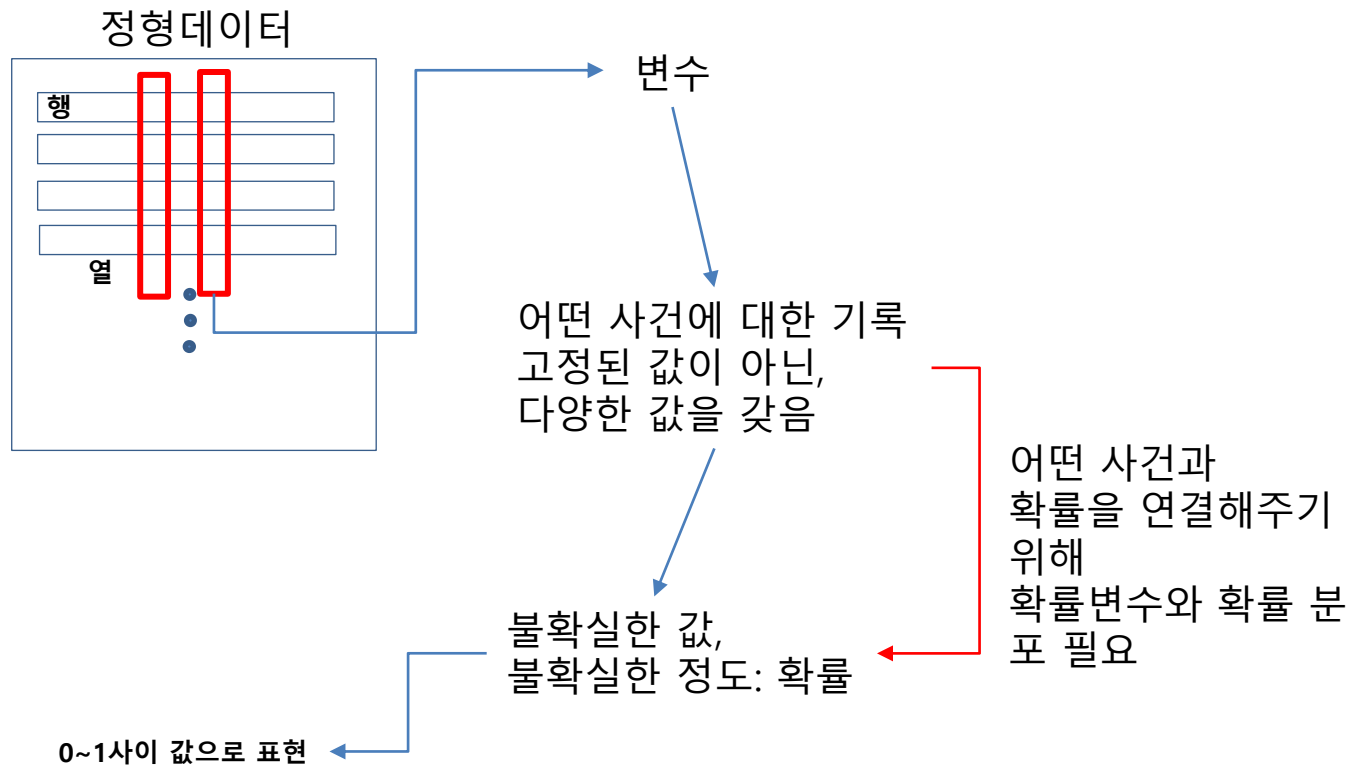 정형데이터
행
열
변수
어떤 사건에 대한 기록
고정된 값이 아닌,
다양한 값을 갖음
어떤 사건과
확률을 연결해주기
위해
확률변수와 확률 분
포 필요
불확실한 값,
불확실한 정도: 확률
0~1사이 값으로 표현